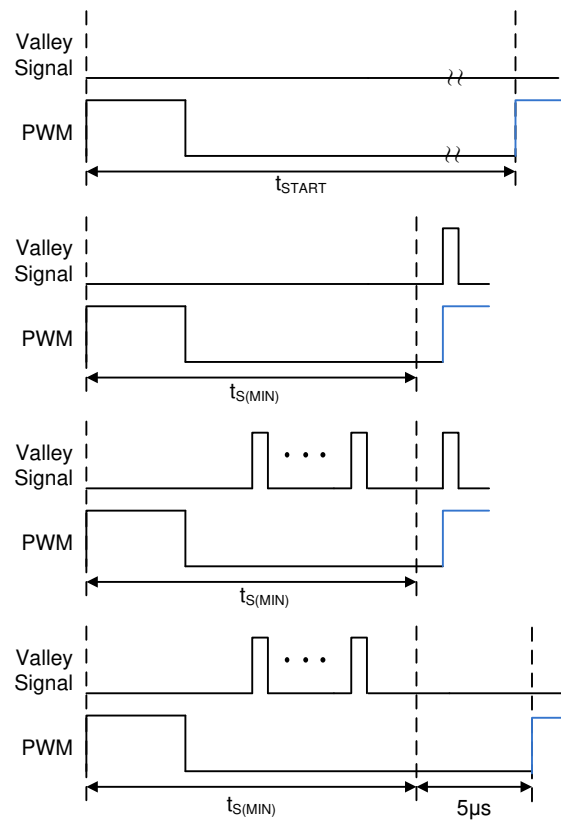 Valley
Signal
PWM
tSTART
Valley
Signal
PWM
tS(MIN)
Valley
Signal
• • •
PWM
tS(MIN)
Valley
Signal
• • •
PWM
tS(MIN)
5µs